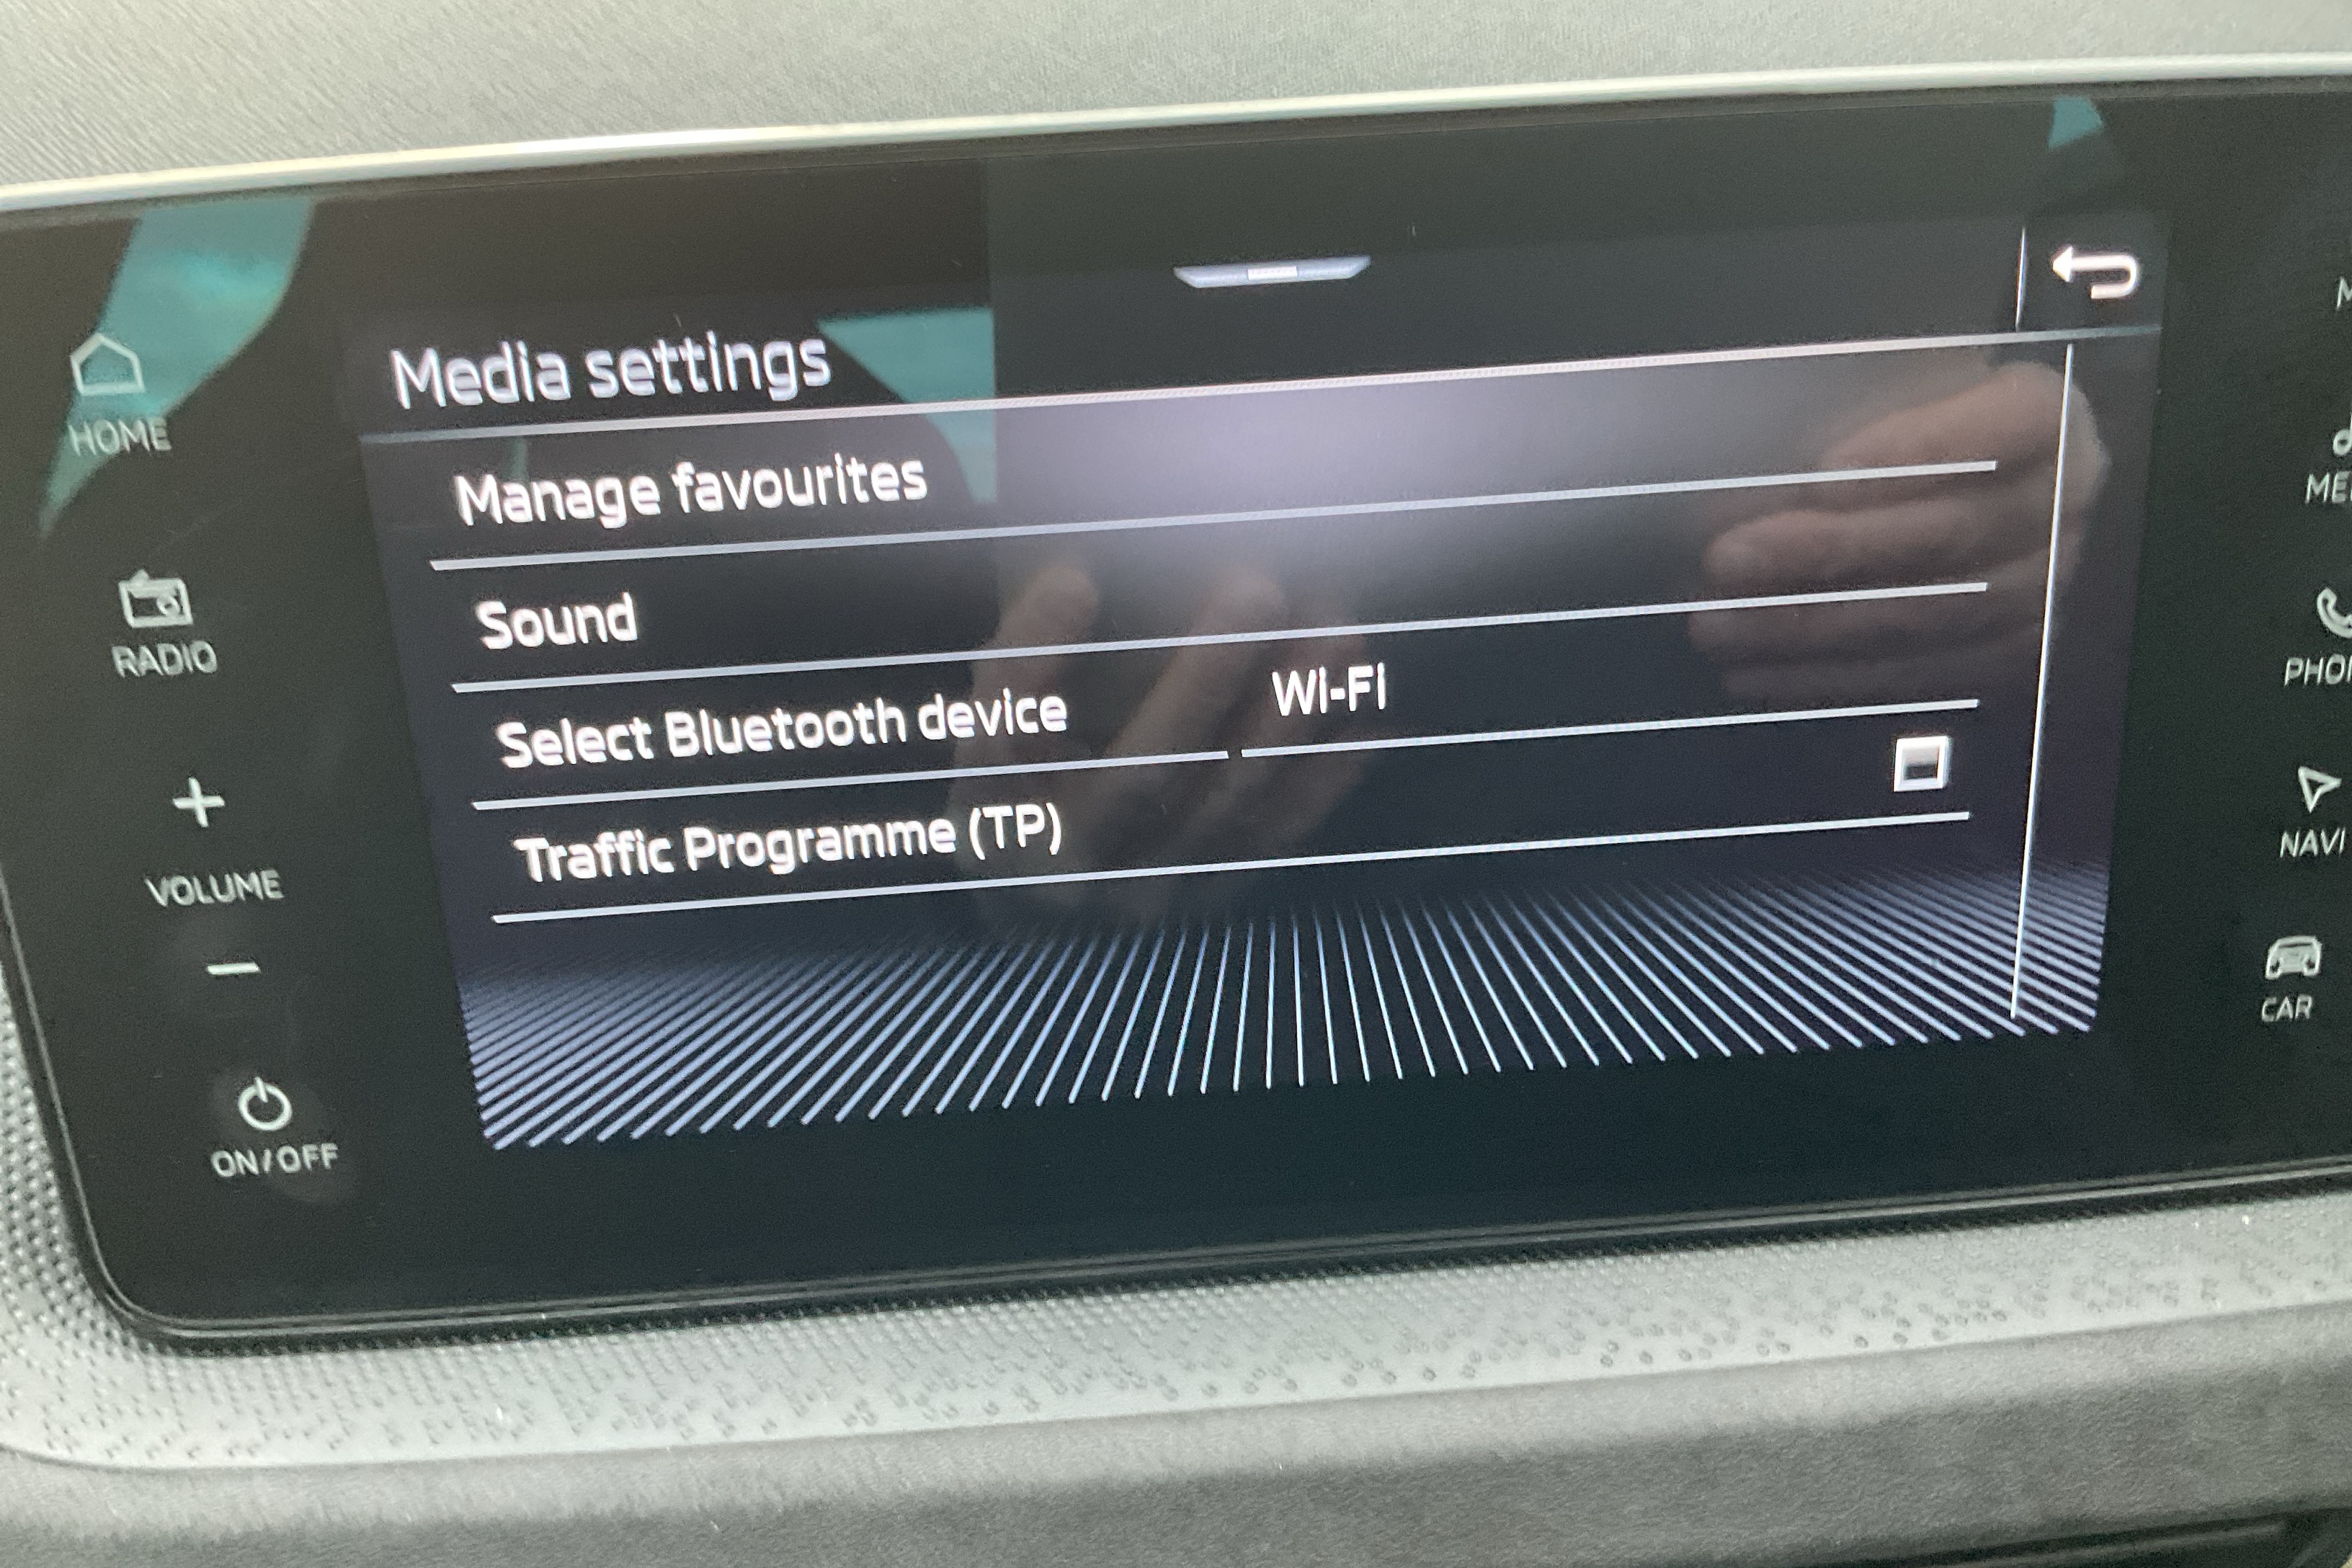 Media settings
HOME
Manage favourites
Sound
RADIO
Select Bluetooth device
Wi-Fi
Traffic Programme (TP)
VOLUME
NAVI
CAR
ON/OFF